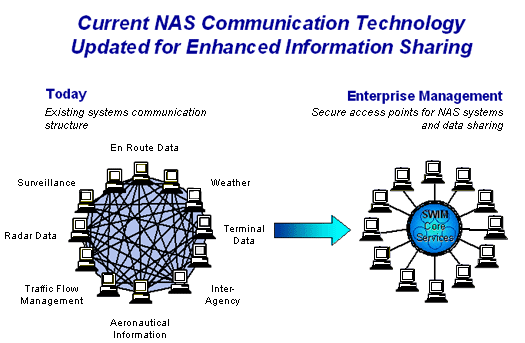 Current NAS Communication Technology
Updated for Enhanced Information Sharing
Today
Existing systems communication
structure
Enterprise Management
Secure access points for NAS systems
and data sharing
En Route Data
Surveillance
Weather
Radar Data
Terminal
Data
Traffic Flow
Management
Inter-
Agency
Aeronautical
Information
SWIM
Core
Services